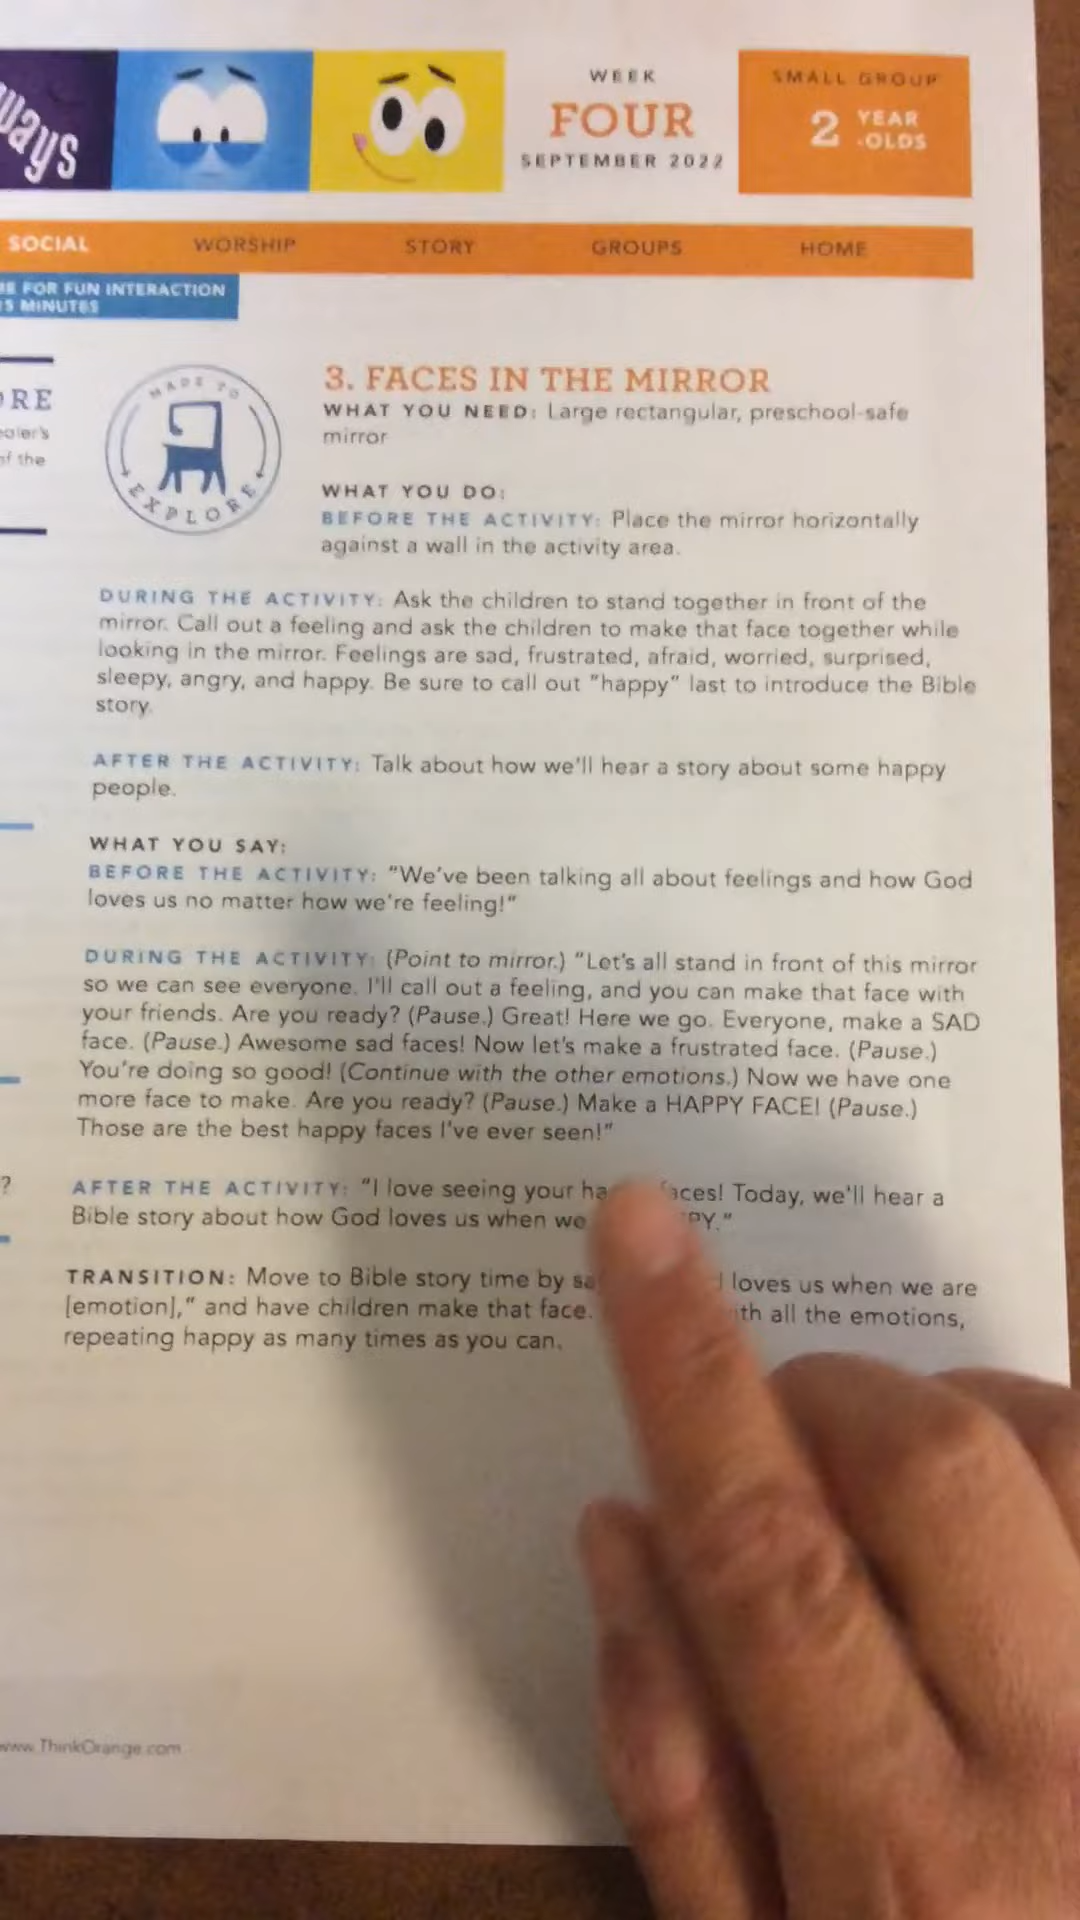 ways
WEEK
FOUR
SEPTEMBER 2022
SMALL GROUP
2 YEAR
-OLDS
SOCIAL WORSHIP STORY GROUPS HOME
FOR FUN INTERACTION
MINUTES
MADE TO
EXPLORE
of the
3. FACES IN THE MIRROR
WHAT YOU NEED: Large rectangular, preschool-safe
mirror
WHAT YOU DO:
BEFORE THE ACTIVITY: Place the mirror horizontally
against a wall in the activity area.
DURING THE ACTIVITY: Ask the children to stand together in front of the
mirror. Call out a feeling and ask the children to make that face together while
looking in the mirror. Feelings are sad, frustrated, afraid, worried, surprised,
sleepy, angry, and happy. Be sure to call out "happy" last to introduce the Bible
story.
AFTER THE ACTIVITY: Talk about how we'll hear a story about some happy
people.
WHAT YOU SAY:
BEFORE THE ACTIVITY: "We've been talking all about feelings and how God
loves us no matter how we're feeling!"
DURING THE ACTIVITY: (Point to mirror.) "Let's all stand in front of this mirror
so we can see everyone. I'll call out a feeling, and you can make that face with
your friends. Are you ready? (Pause.) Great! Here we go. Everyone, make a SAD
face. (Pause.) Awesome sad faces! Now let's make a frustrated face. (Pause.)
You're doing so good! (Continue with the other emotions.) Now we have one
more face to make. Are you ready? (Pause.) Make a HAPPY FACE! (Pause.)
Those are the best happy faces I've ever seen!"
?
AFTER THE ACTIVITY: "I love seeing your faces! Today, we'll hear a
Bible story about how God loves us when we
TRANSITION: Move to Bible story time by loves us when we are
[emotion]," and have children make that face. all the emotions,
repeating happy as many times as you can.
www.ThinkOrange.com